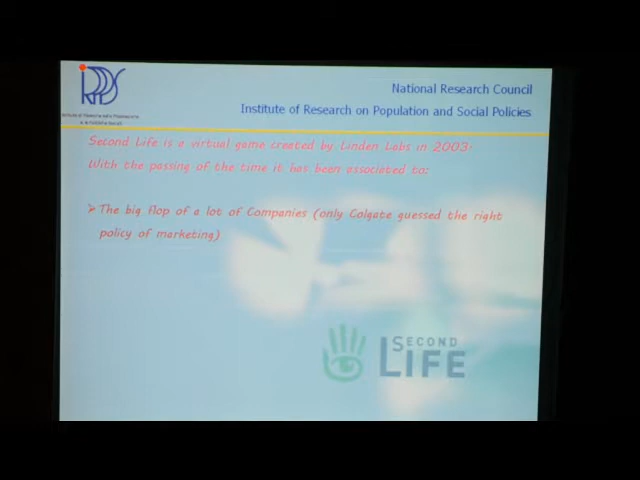 National Research Council
Institute of Research on Population and Social Policies
Second Life is a virtual game created by Linden Labs in 2003.
With the passing of the time it has been associated to:
➢ The big flop of a lot of Companies (only Colgate guessed the right
policy of marketing)
SECOND
LIFE